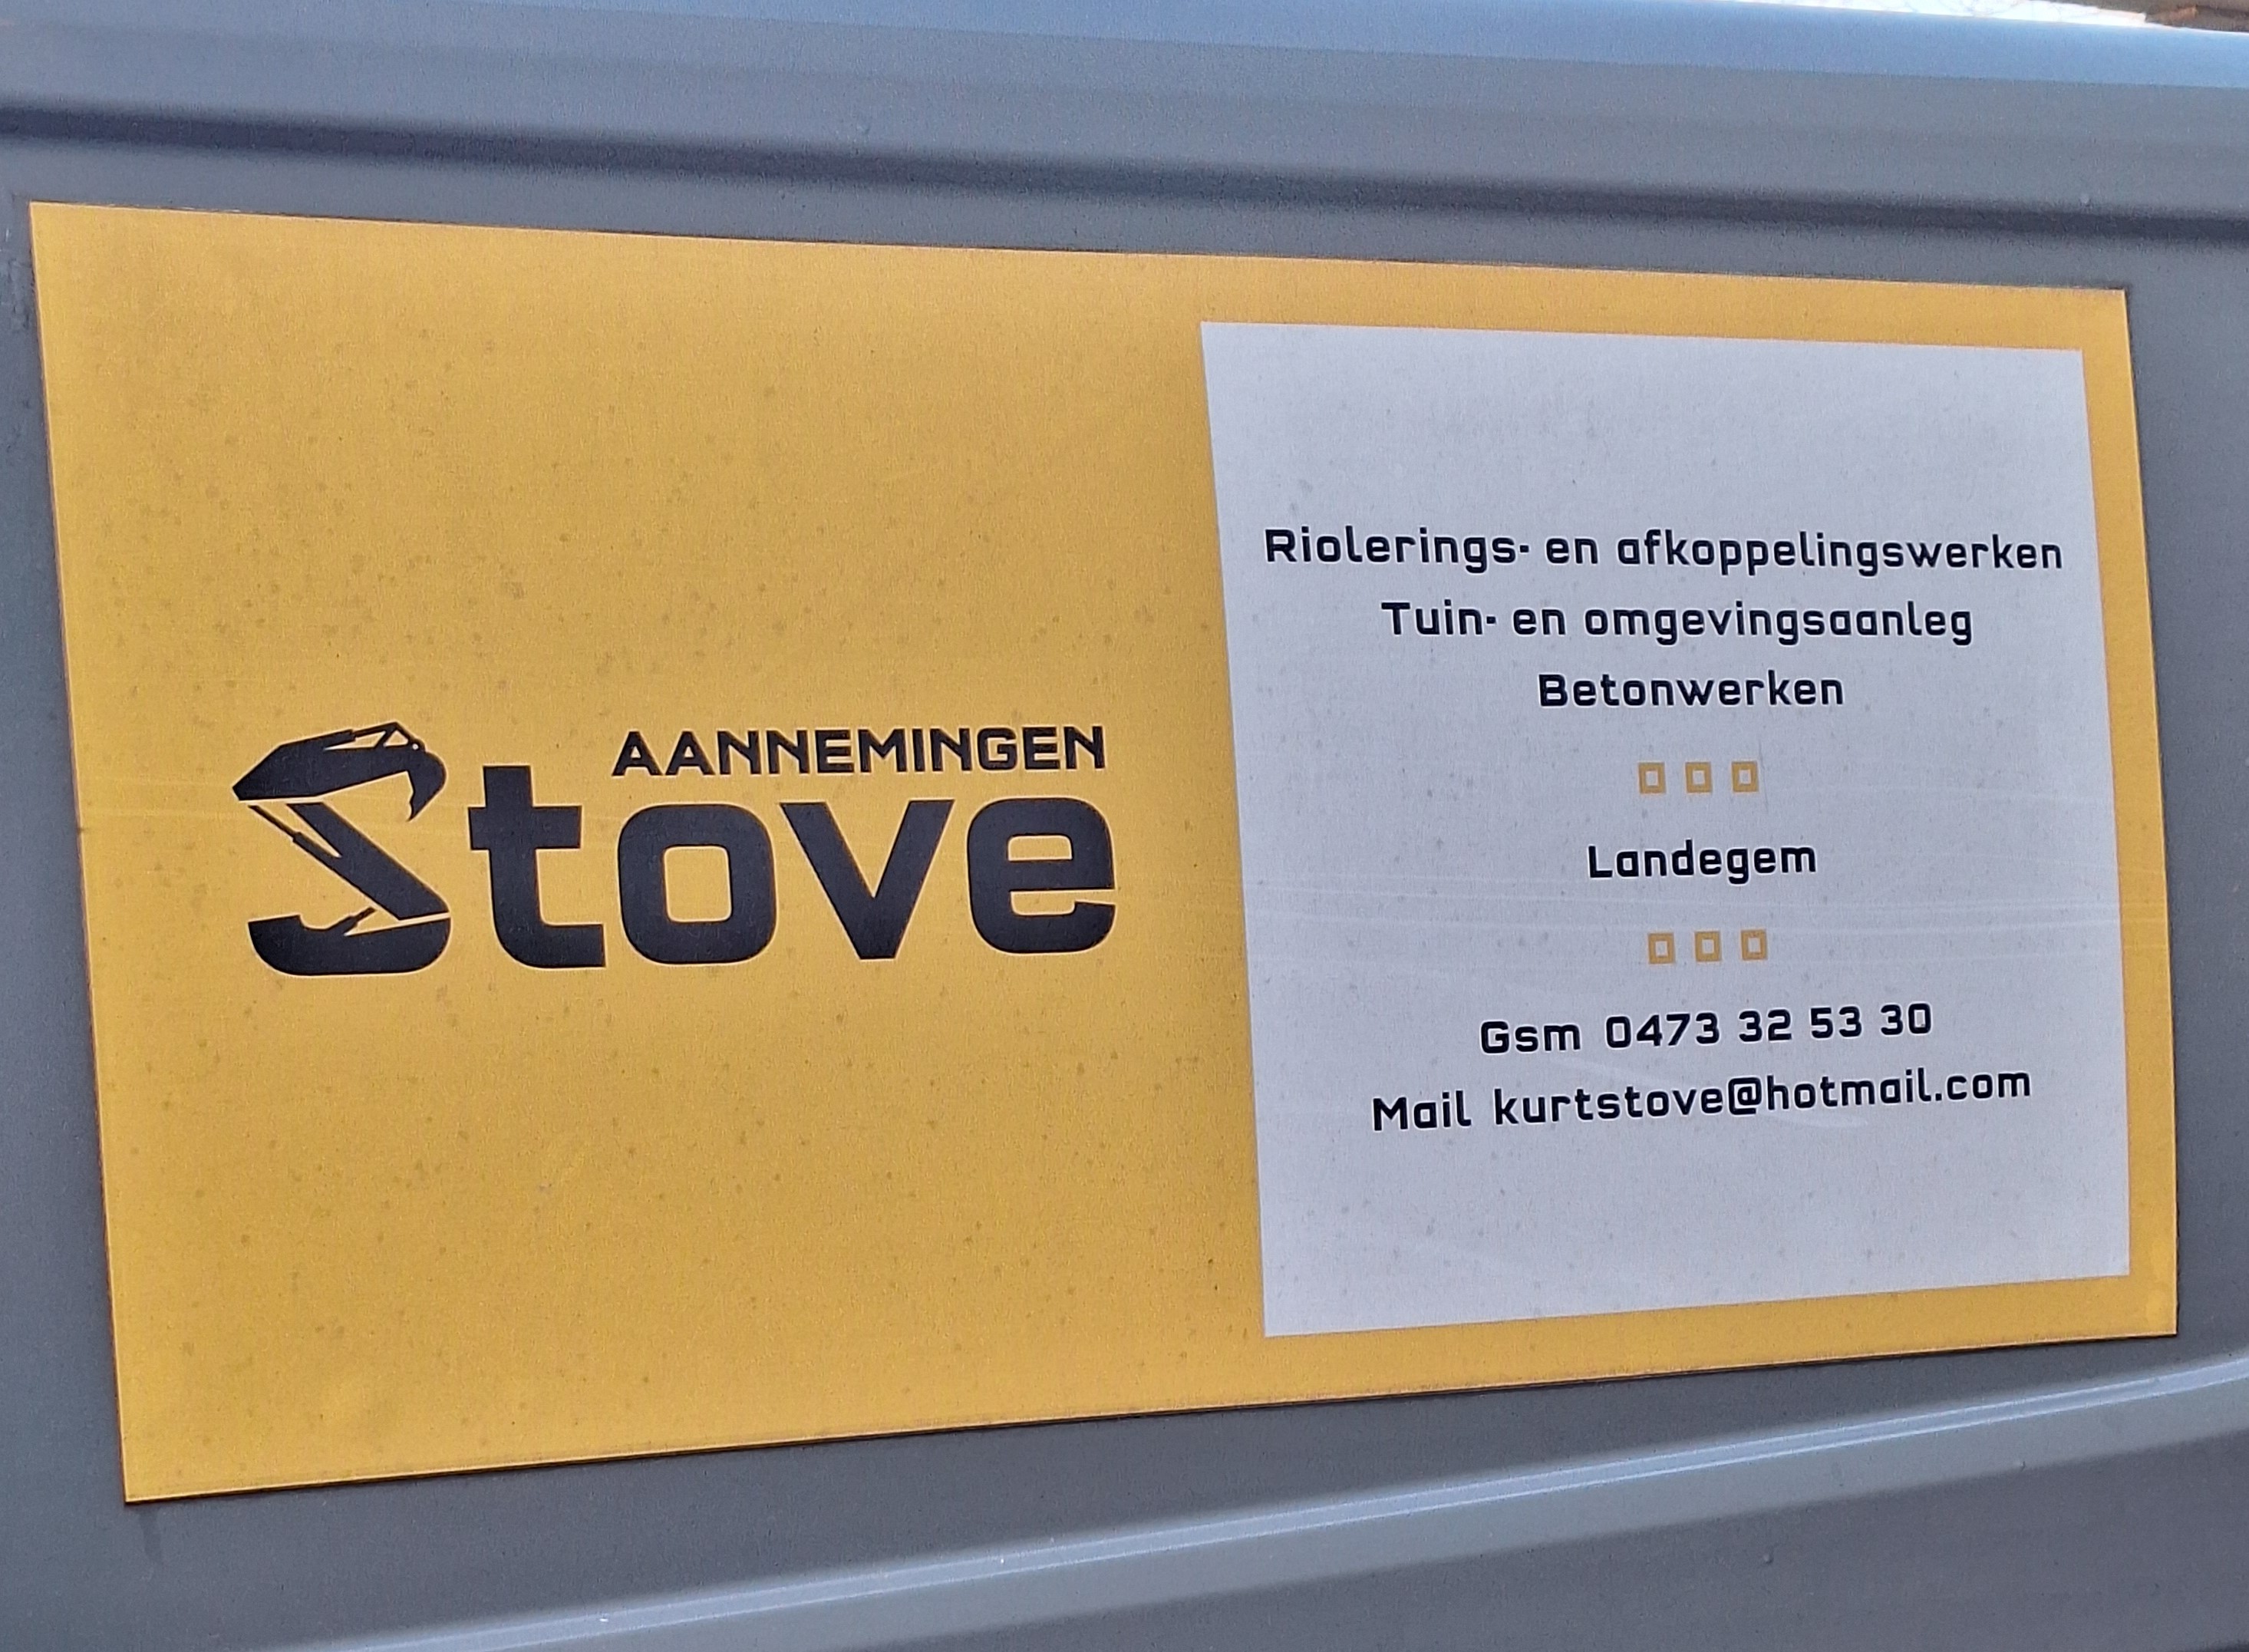 AANNEMINGEN
Stove
Riolerings- en afkoppelingswerken
Tuin- en omgevingsaanleg
Betonwerken
Landegem
Gsm 0473 32 53 30
Mail kurtstove@hotmail.com